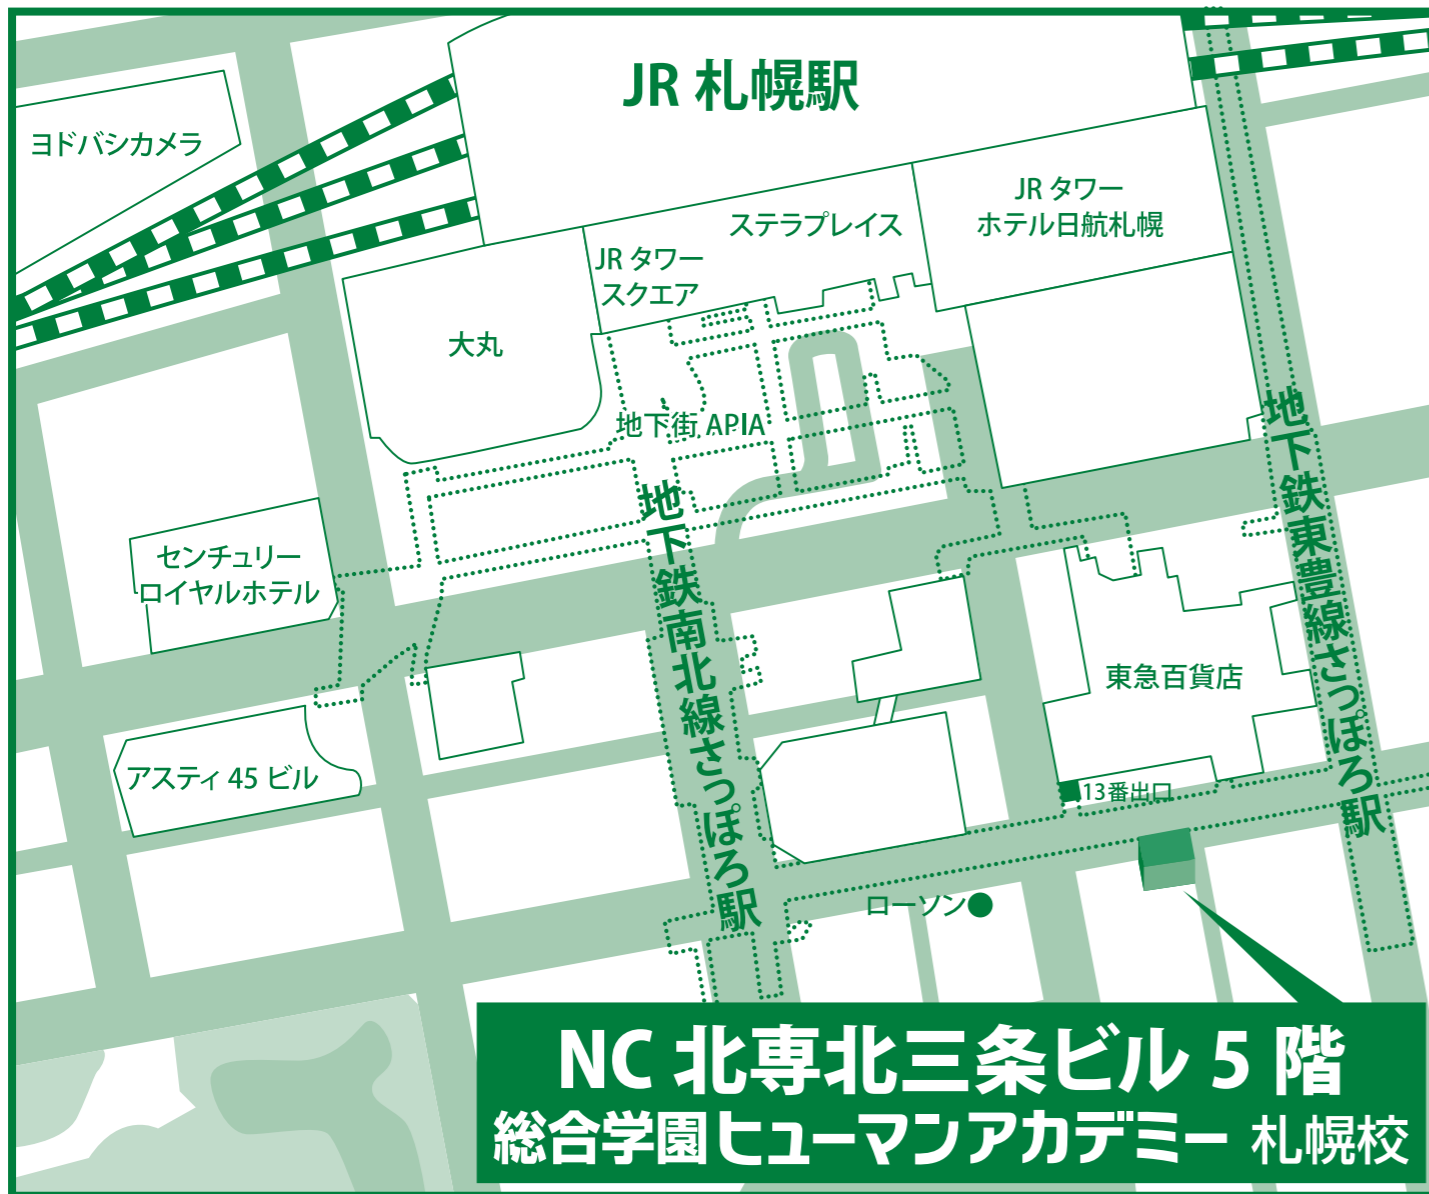 JR 札幌駅
ヨドバシカメラ
JR タワー
ホテル日航札幌
ステラプレイス
JR タワー
スクエア
大丸
地下街 APIA
地下鉄東豊線さっぽろ駅
地下鉄南北線さっぽろ駅
センチュリー
ロイヤルホテル
東急百貨店
アスティ 45 ビル
13番出口
ローソン
NC 北専北三条ビル 5 階
総合学園 ヒューマンアカデミー 札幌校